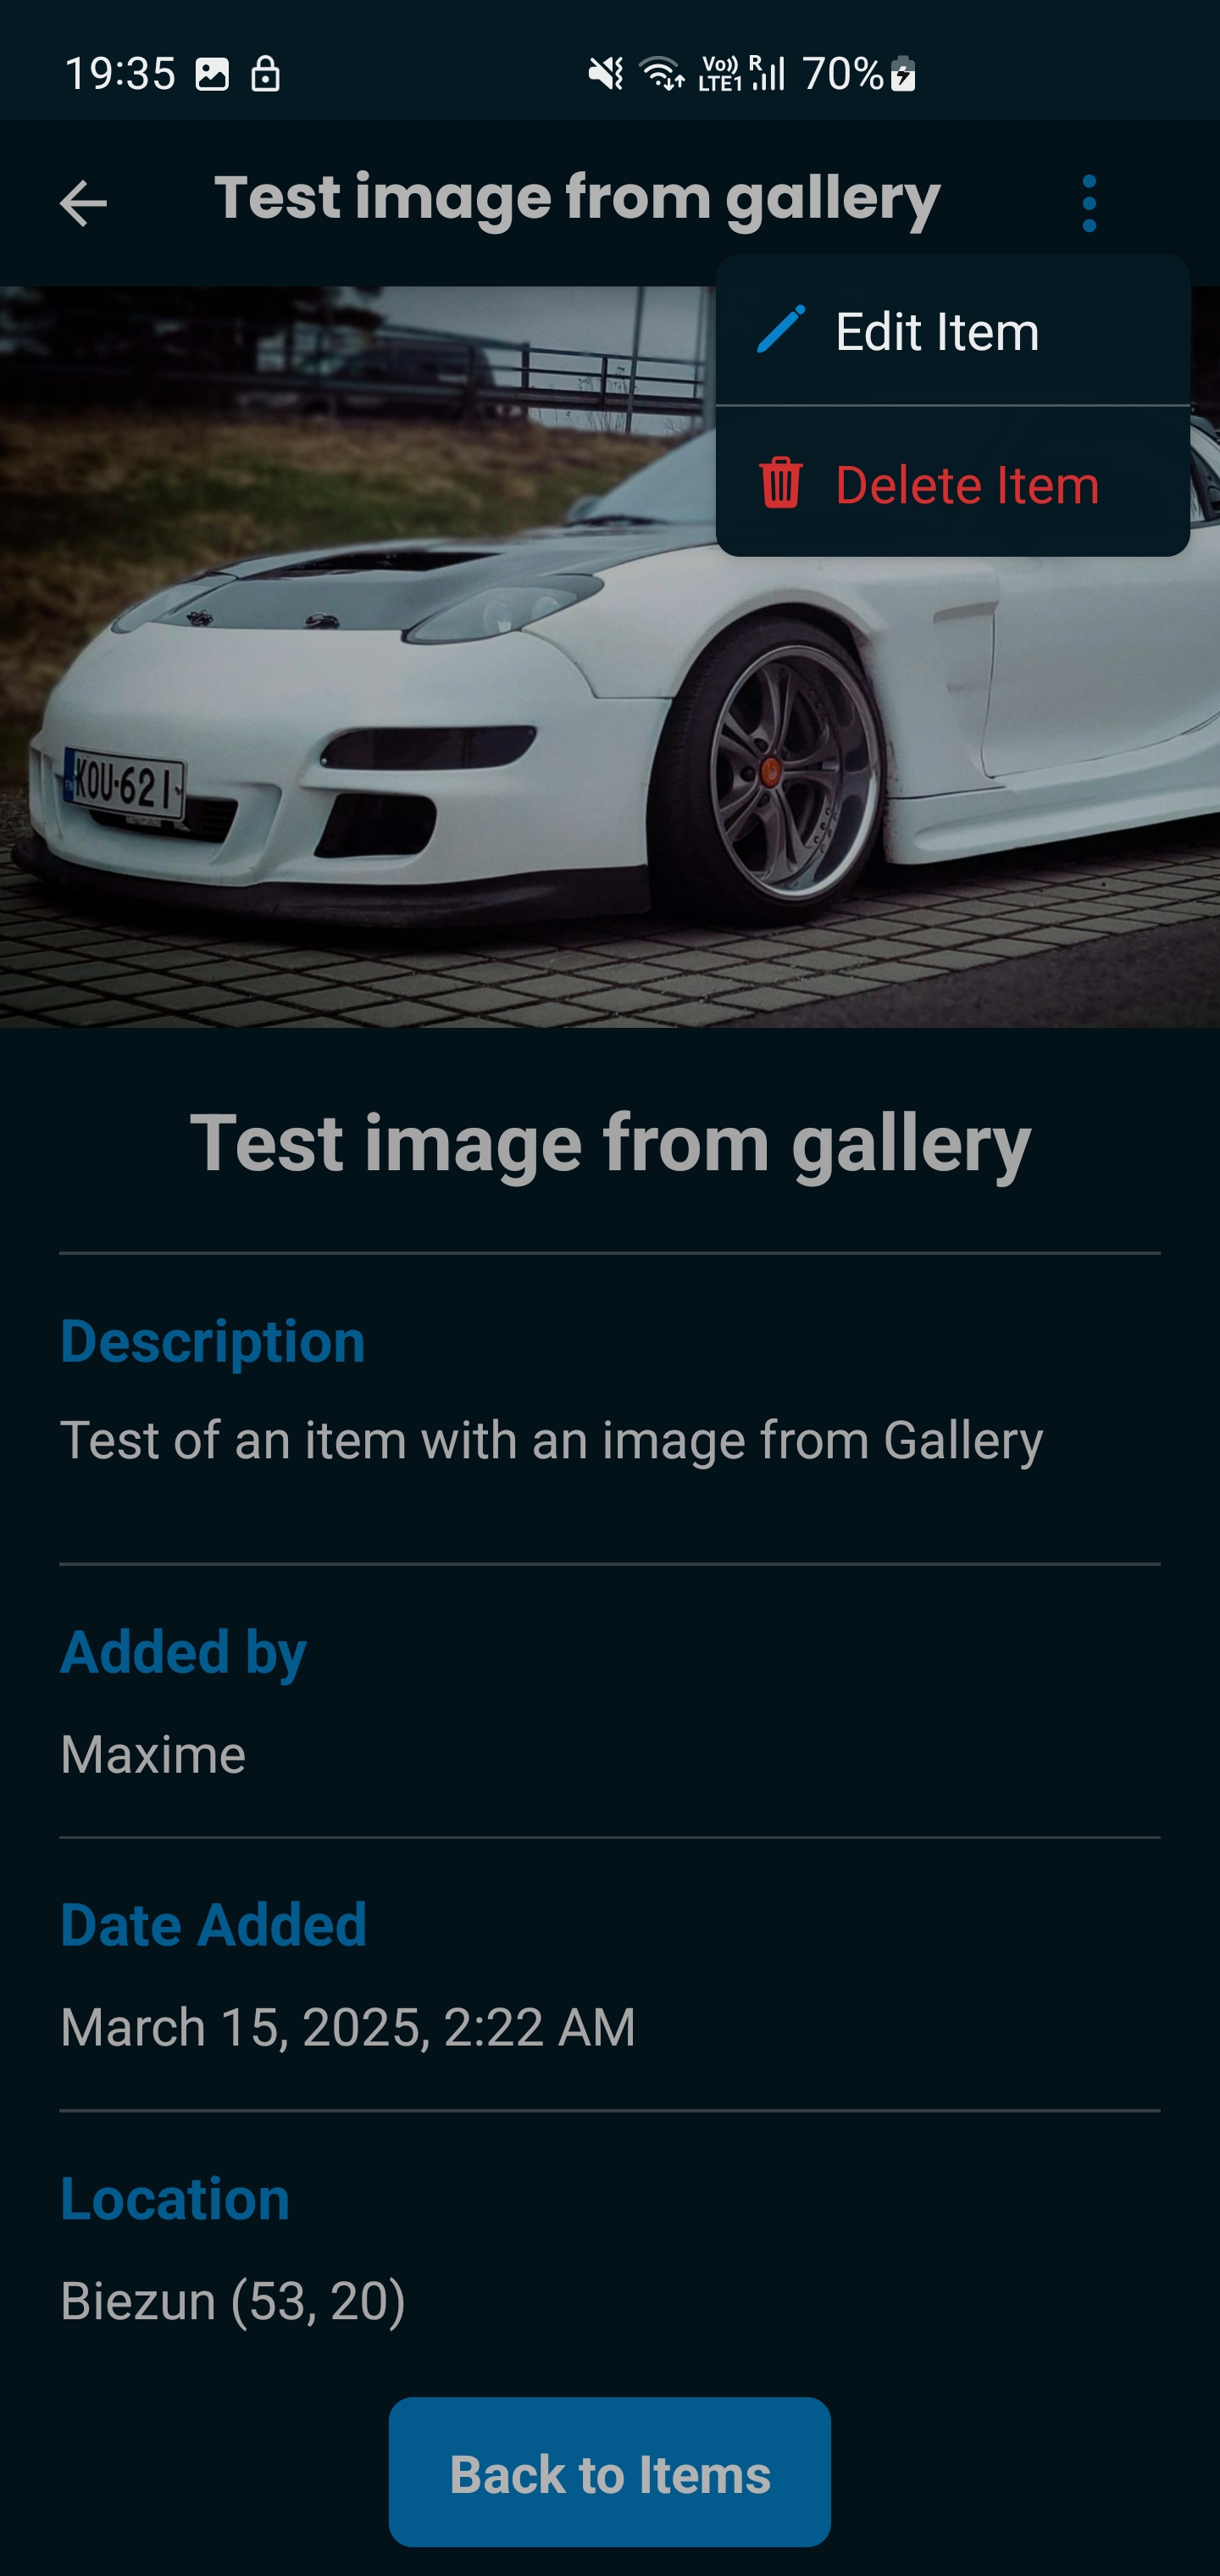 19:35 Vo)) LTE1 R 70%
Test image from gallery
Edit Item
Delete Item
KOU-621
Test image from gallery
Description
Test of an item with an image from Gallery
Added by
Maxime
Date Added
March 15, 2025, 2:22 AM
Location
Biezun (53, 20)
Back to Items